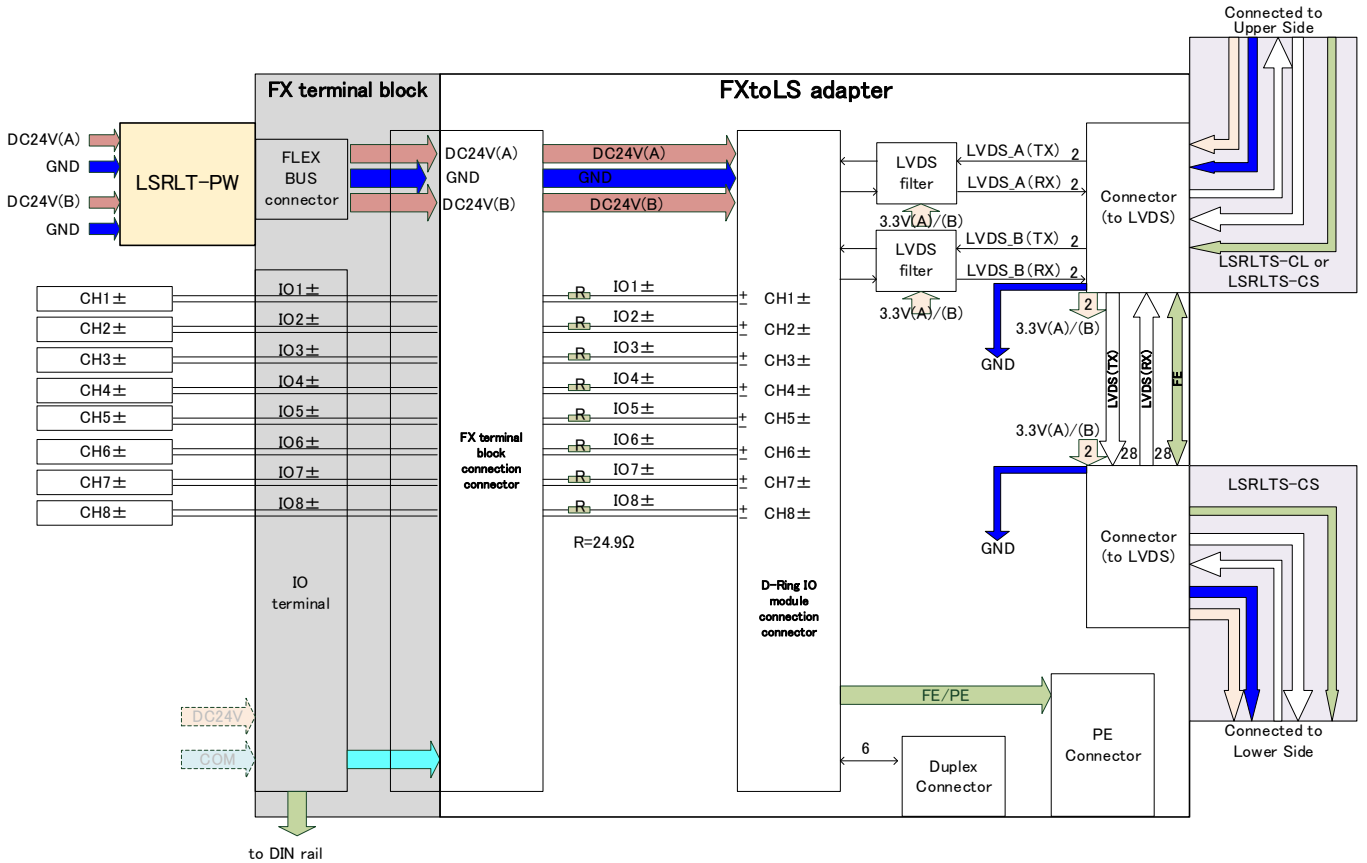 Connected to
Upper Side
FX terminal block
FXtoLS adapter
DC24V(A)
GND
DC24V(B)
GND
LSRLT-PW
FLEX
BUS
connector
DC24V(A)
GND
DC24V(B)
DC24V(A)
GND
DC24V(B)
LVDS
filter
LVDS_A(TX) 2
LVDS_A(RX) 2
3.3V(A)/(B)
LVDS
filter
LVDS_B(TX) 2
LVDS_B(RX) 2
3.3V(A)/(B)
Connector
(to LVDS)
LSRLTS-CL or
LSRLTS-CS
GND
2
3.3V(A)/(B)
LVDS(TX)
LVDS(RX)
FE
CH1±
CH2±
CH3±
CH4±
CH5±
CH6±
CH7±
CH8±
IO1±
IO2±
IO3±
IO4±
IO5±
IO6±
IO7±
IO8±
FX terminal
block
connection
connector
R IO1±
R IO2±
R IO3±
R IO4±
R IO5±
R IO6±
R IO7±
R IO8±
R=24.9Ω
+
− CH1±
+
− CH2±
+
− CH3±
+
− CH4±
+
− CH5±
+
− CH6±
+
− CH7±
+
− CH8±
D-Ring IO
module
connection
connector
3.3V(A)/(B)
2
28
28
GND
Connector
(to LVDS)
LSRLTS-CS
IO
terminal
DC24V
COM
to DIN rail
FE/PE
6
Duplex
Connector
PE
Connector
Connected to
Lower Side